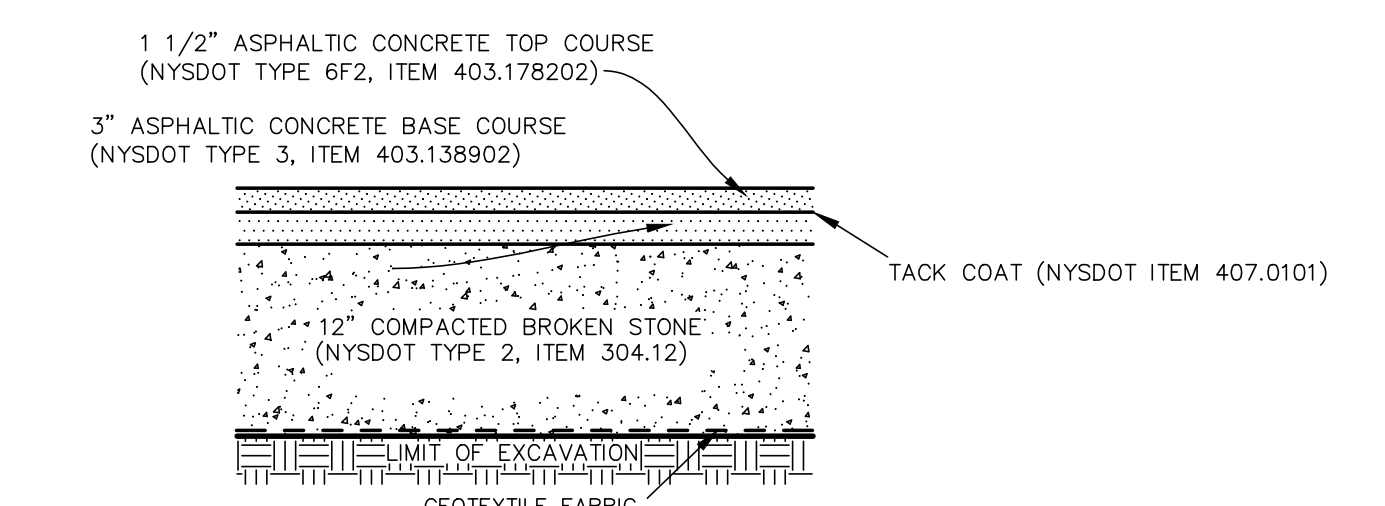 1 1/2” ASPHALTIC CONCRETE TOP COURSE
(NYSDOT TYPE 6F2, ITEM 403.178202)
3” ASPHALTIC CONCRETE BASE COURSE
(NYSDOT TYPE 3, ITEM 403.138902)
TACK COAT (NYSDOT ITEM 407.0101)
12” COMPACTED BROKEN STONE
(NYSDOT TYPE 2, ITEM 304.12)
LIMIT OF EXCAVATION
GEOTEXTILE FABRIC